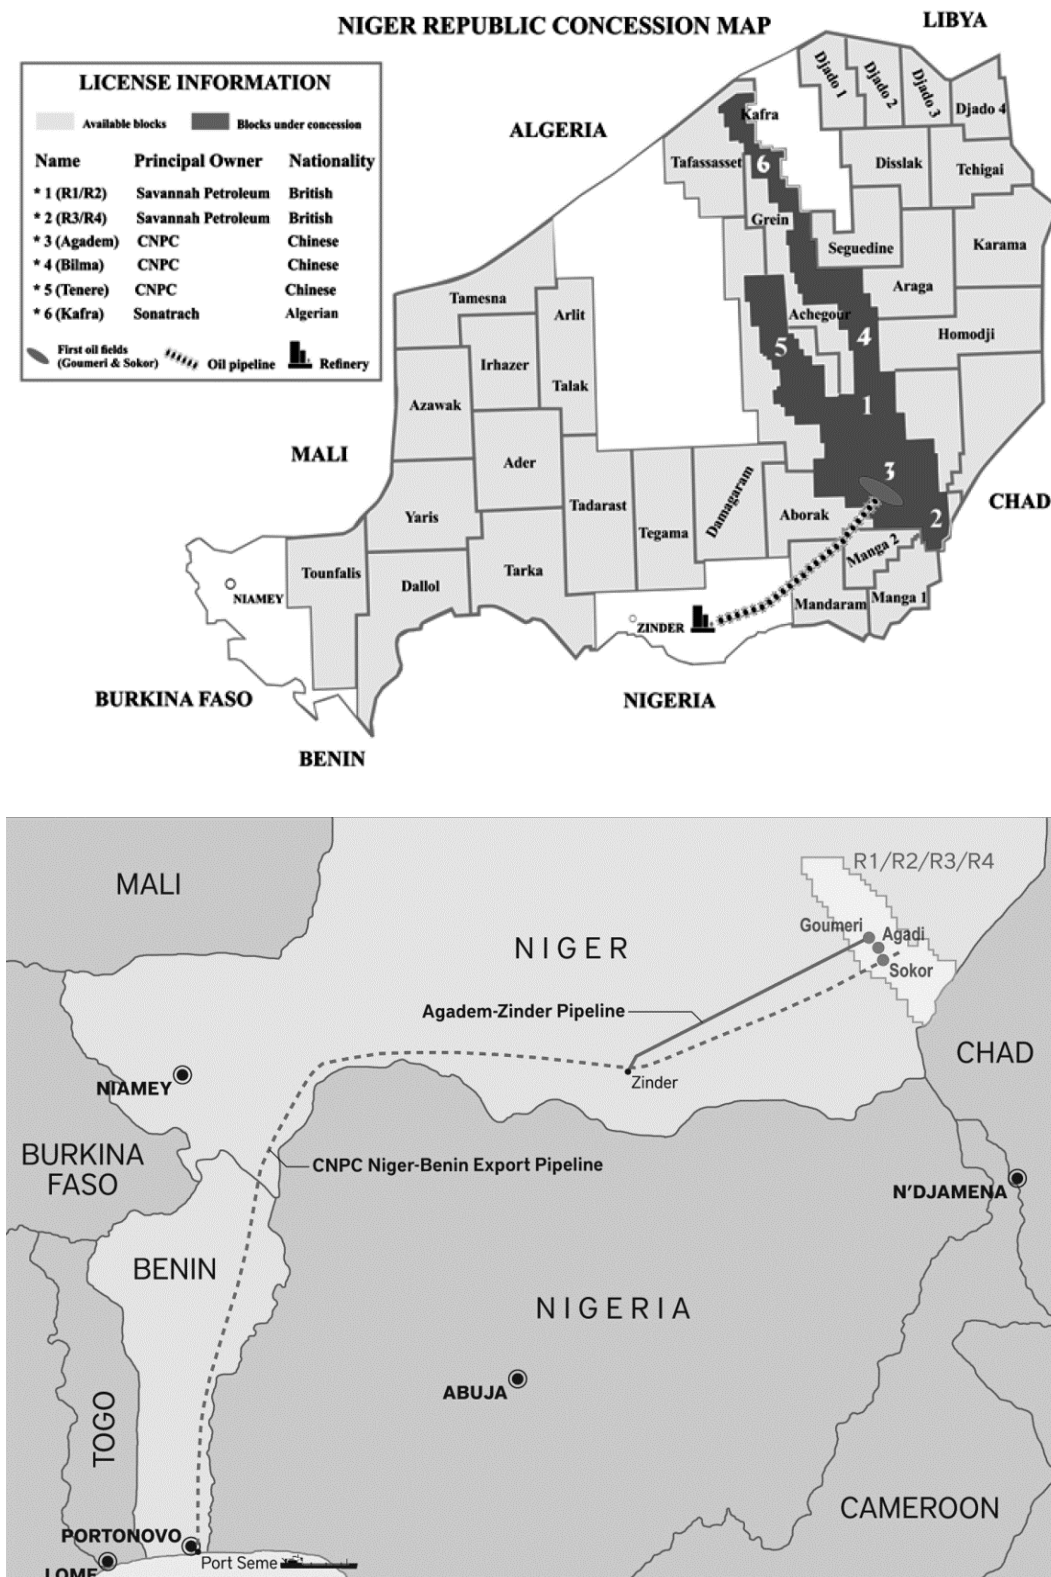 NIGER REPUBLIC CONCESSION MAP
LIBYA
LICENSE INFORMATION
Available blocks
Blocks under concession
Name Principal Owner Nationality
* 1 (R1/R2) Savannah Petroleum British
* 2 (R3/R4) Savannah Petroleum British
* 3 (Agadem) CNPC Chinese
* 4 (Bilma) CNPC Chinese
* 5 (Tenere) CNPC Chinese
* 6 (Kafra) Sonatrach Algerian
First oil fields
(Goumeri & Sokor)
Oil pipeline
Refinery
ALGERIA
Djado 1
Djado 2
Djado 3
Djado 4
Kafra
Tafassasset
6
Disslak
Tchigai
Grein
Seguedine
Karama
Araga
Tamesna
Arlit
Achegour
Homodji
Irhazer
5
4
Talak
Azawak
1
MALI
Ader
3
CHAD
Yaris
Tadarast
Tegama
Damagaram
Aborak
2
Tounfalis
Dallol
Tarka
Manga 2
NIAMEY
Mandaram
Manga 1
ZINDER
BURKINA FASO
NIGERIA
BENIN
MALI
R1/R2/R3/R4
NIGER
Goumeri
Agadi
Sokor
Agadem-Zinder Pipeline
CHAD
NIAMEY
Zinder
BURKINA
FASO
CNPC Niger-Benin Export Pipeline
N'DJAMENA
BENIN
NIGERIA
ABUJA
TOGO
CAMEROON
PORTONOVO
Port Seme
LOME